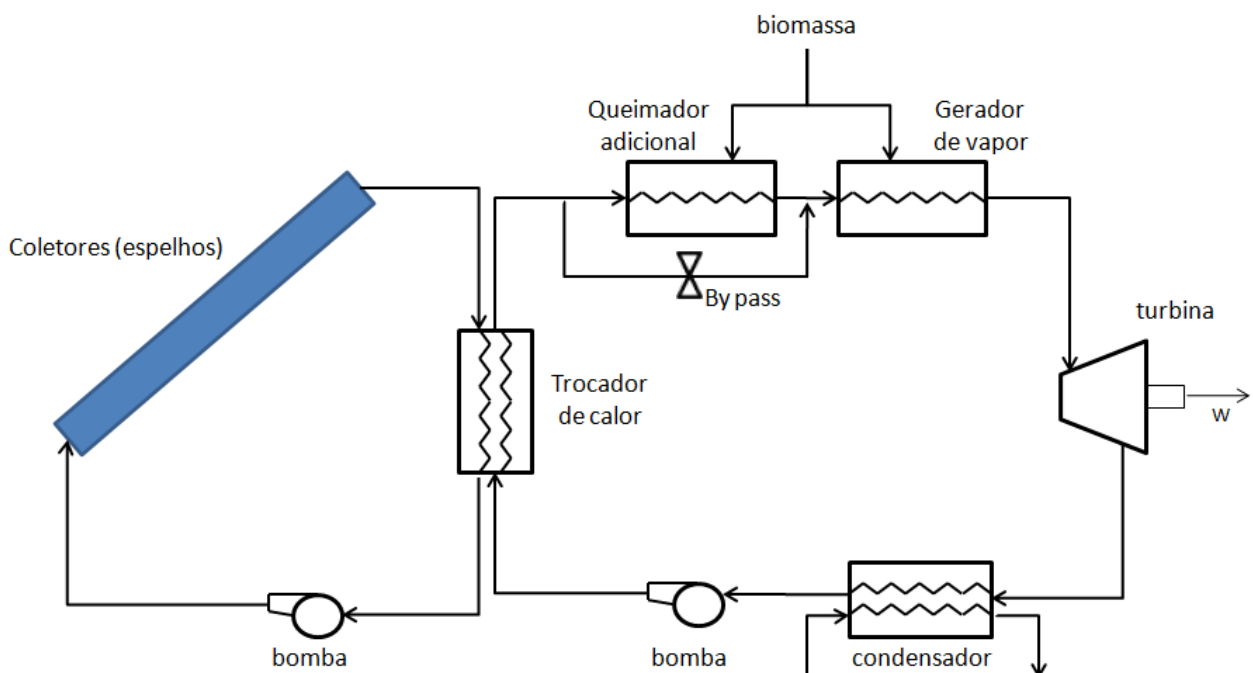 biomassa
Queimador
adicional
Gerador
de vapor
Coletores (espelhos)
By pass
turbina
Trocador
de calor
w
bomba
bomba
condensador